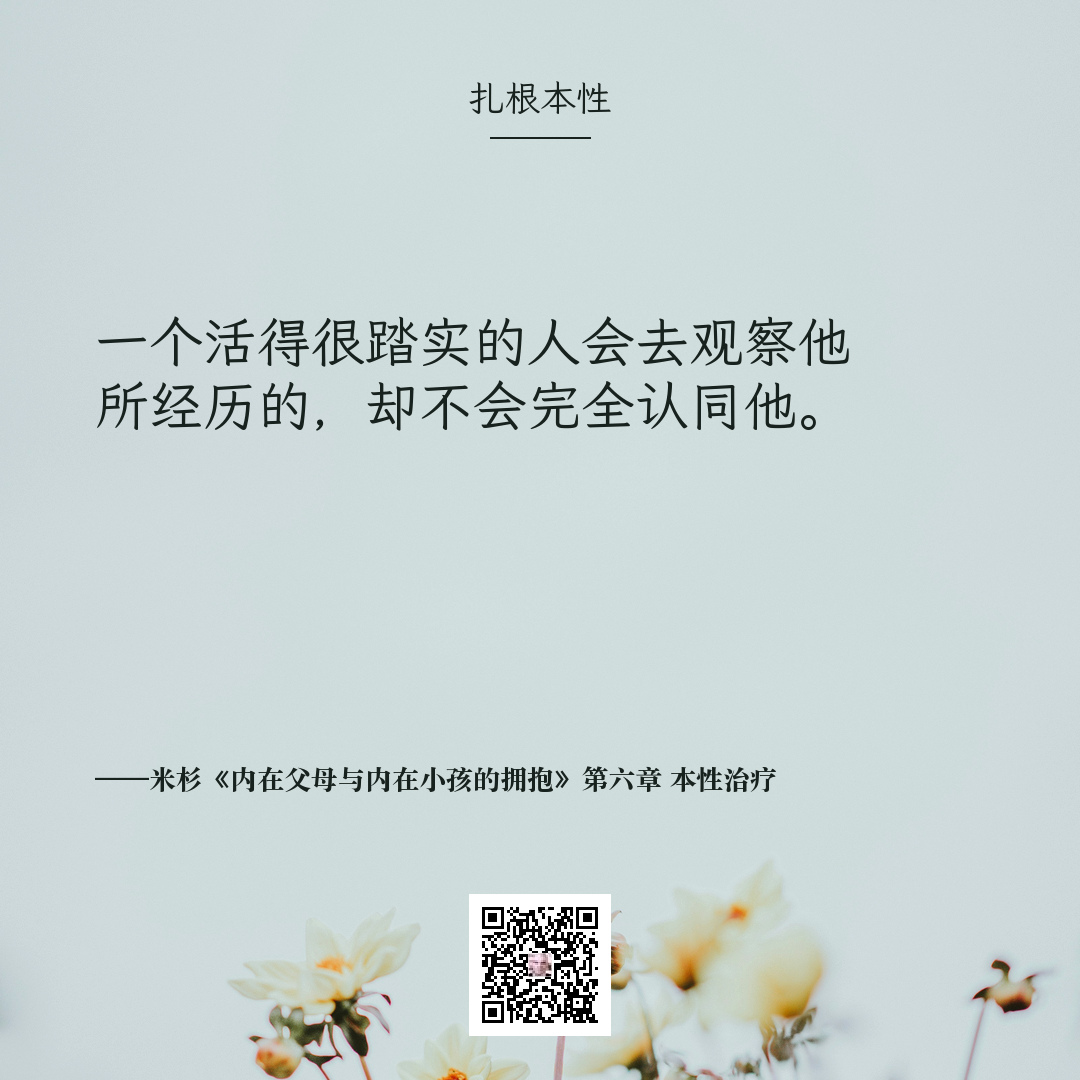 扎根本性
一个活得很踏实的人会去观察他
所经历的，却不会完全认同他。
——米杉《内在父母与内在小孩的拥抱》第六章 本性治疗